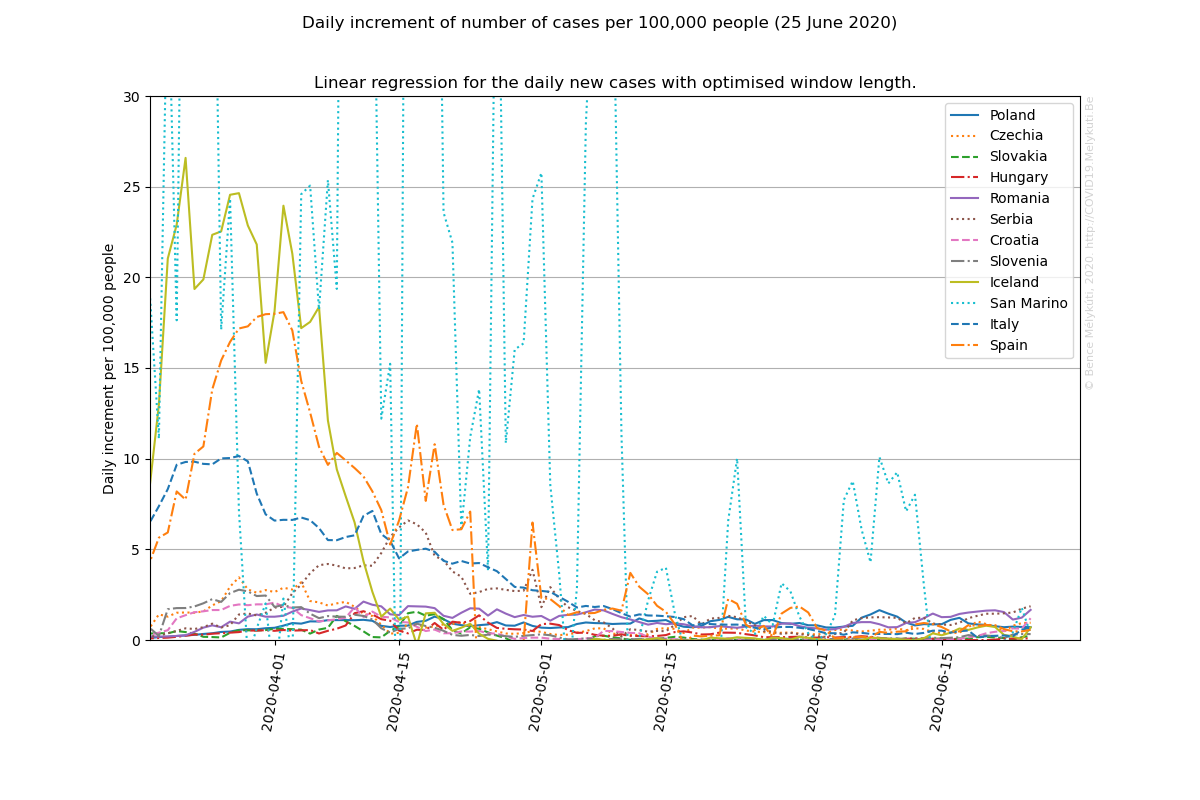 Daily increment of number of cases per 100,000 people (25 June 2020)
Linear regression for the daily new cases with optimised window length.
30
25
20
15
10
5
0
Daily increment per 100,000 people
Poland
Czechia
Slovakia
Hungary
Romania
Serbia
Croatia
Slovenia
Iceland
San Marino
Italy
Spain
© Bence Mélykúti, 2020. http://COVID19.Melykuti.Be
2020-04-01
2020-04-15
2020-05-01
2020-05-15
2020-06-01
2020-06-15